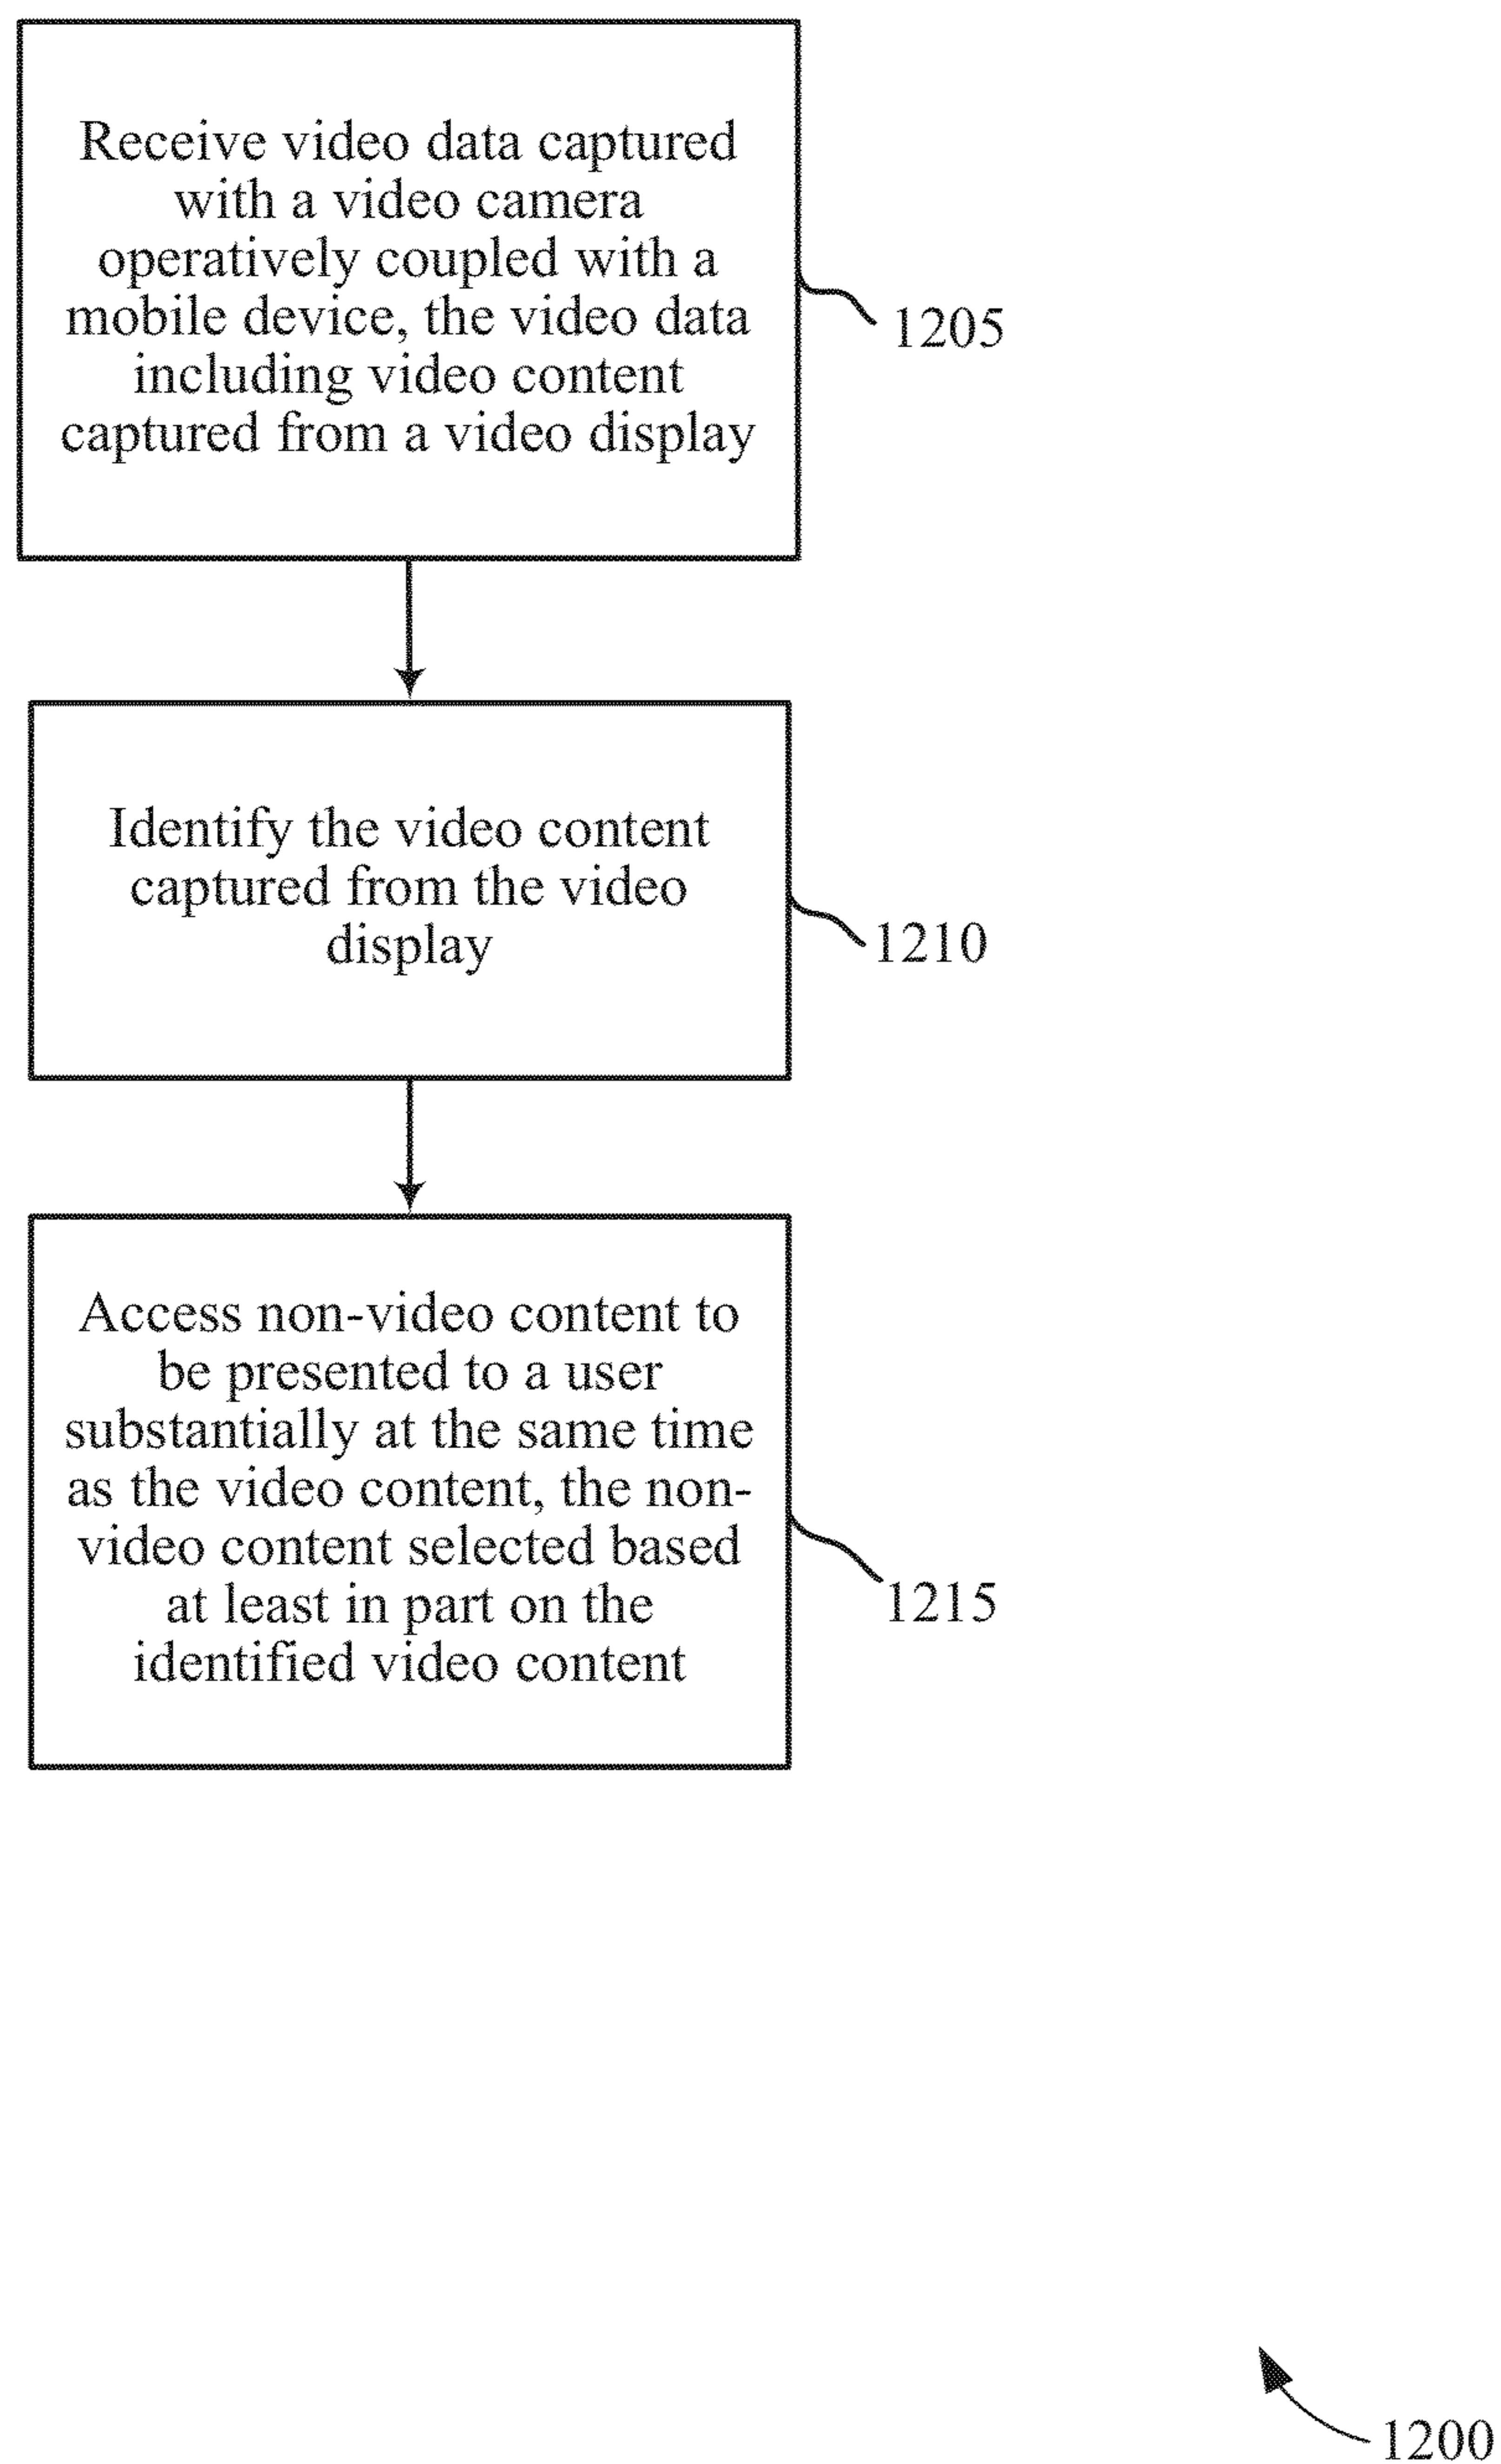 Receive video data captured
with a video camera
operatively coupled with a
mobile device, the video data
including video content
captured from a video display
1205
Identify the video content
captured from the video
display
1210
Access non-video content to
be presented to a user
substantially at the same time
as the video content, the non-
video content selected based
at least in part on the
identified video content
1215
1200